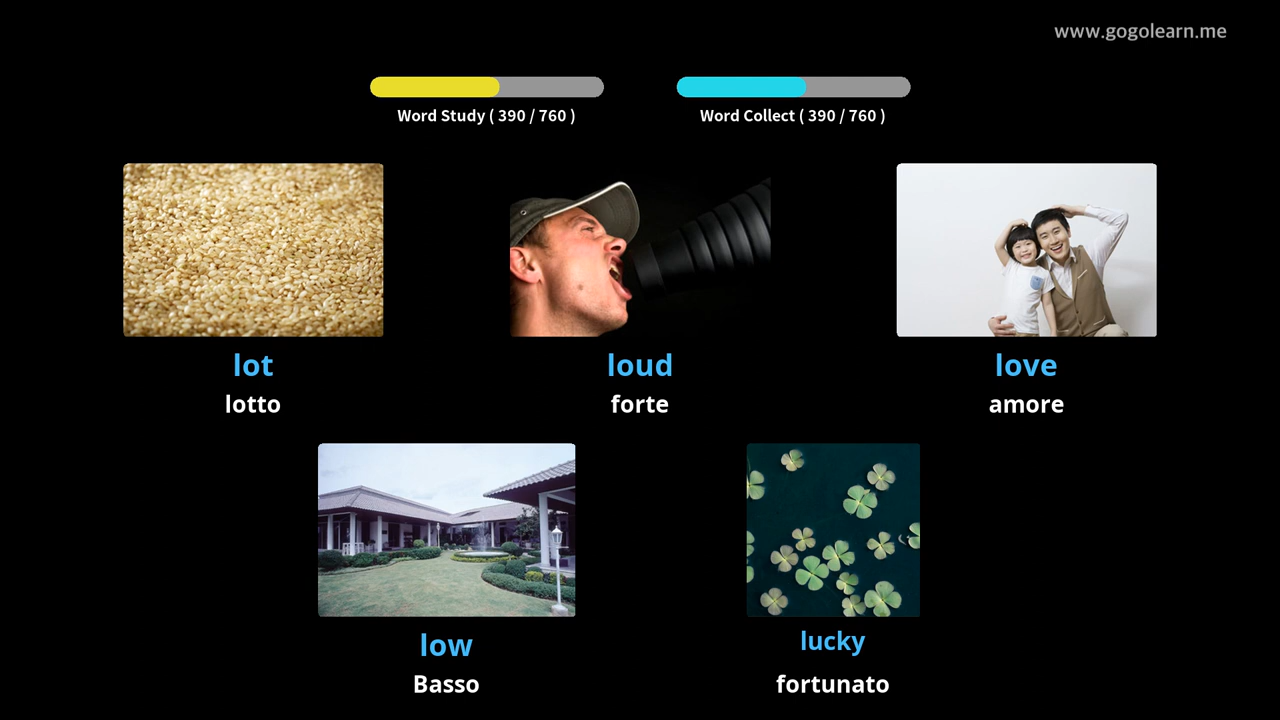 www.gogolearn.me
Word Study ( 390 / 760 )
Word Collect ( 390 / 760 )
lot
lotto
loud
forte
love
amore
low
Basso
lucky
fortunato